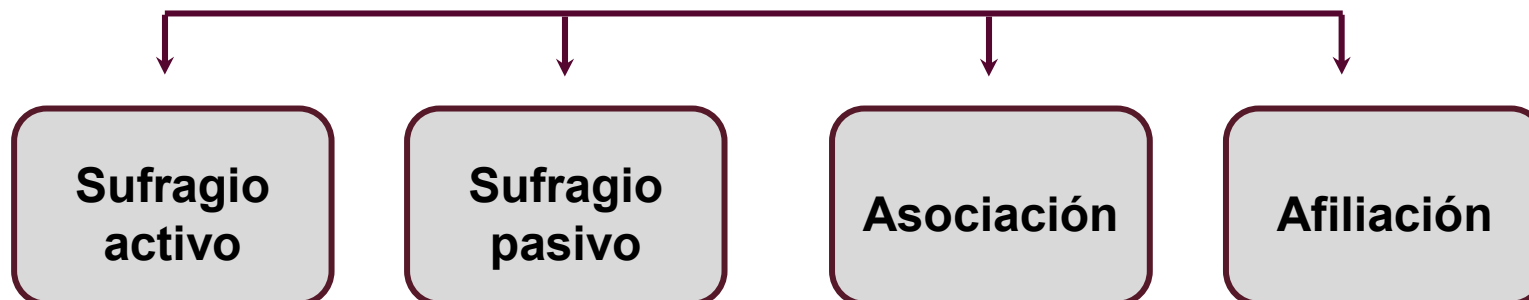 Sufragio
activo
Sufragio
pasivo
Asociación
Afiliación